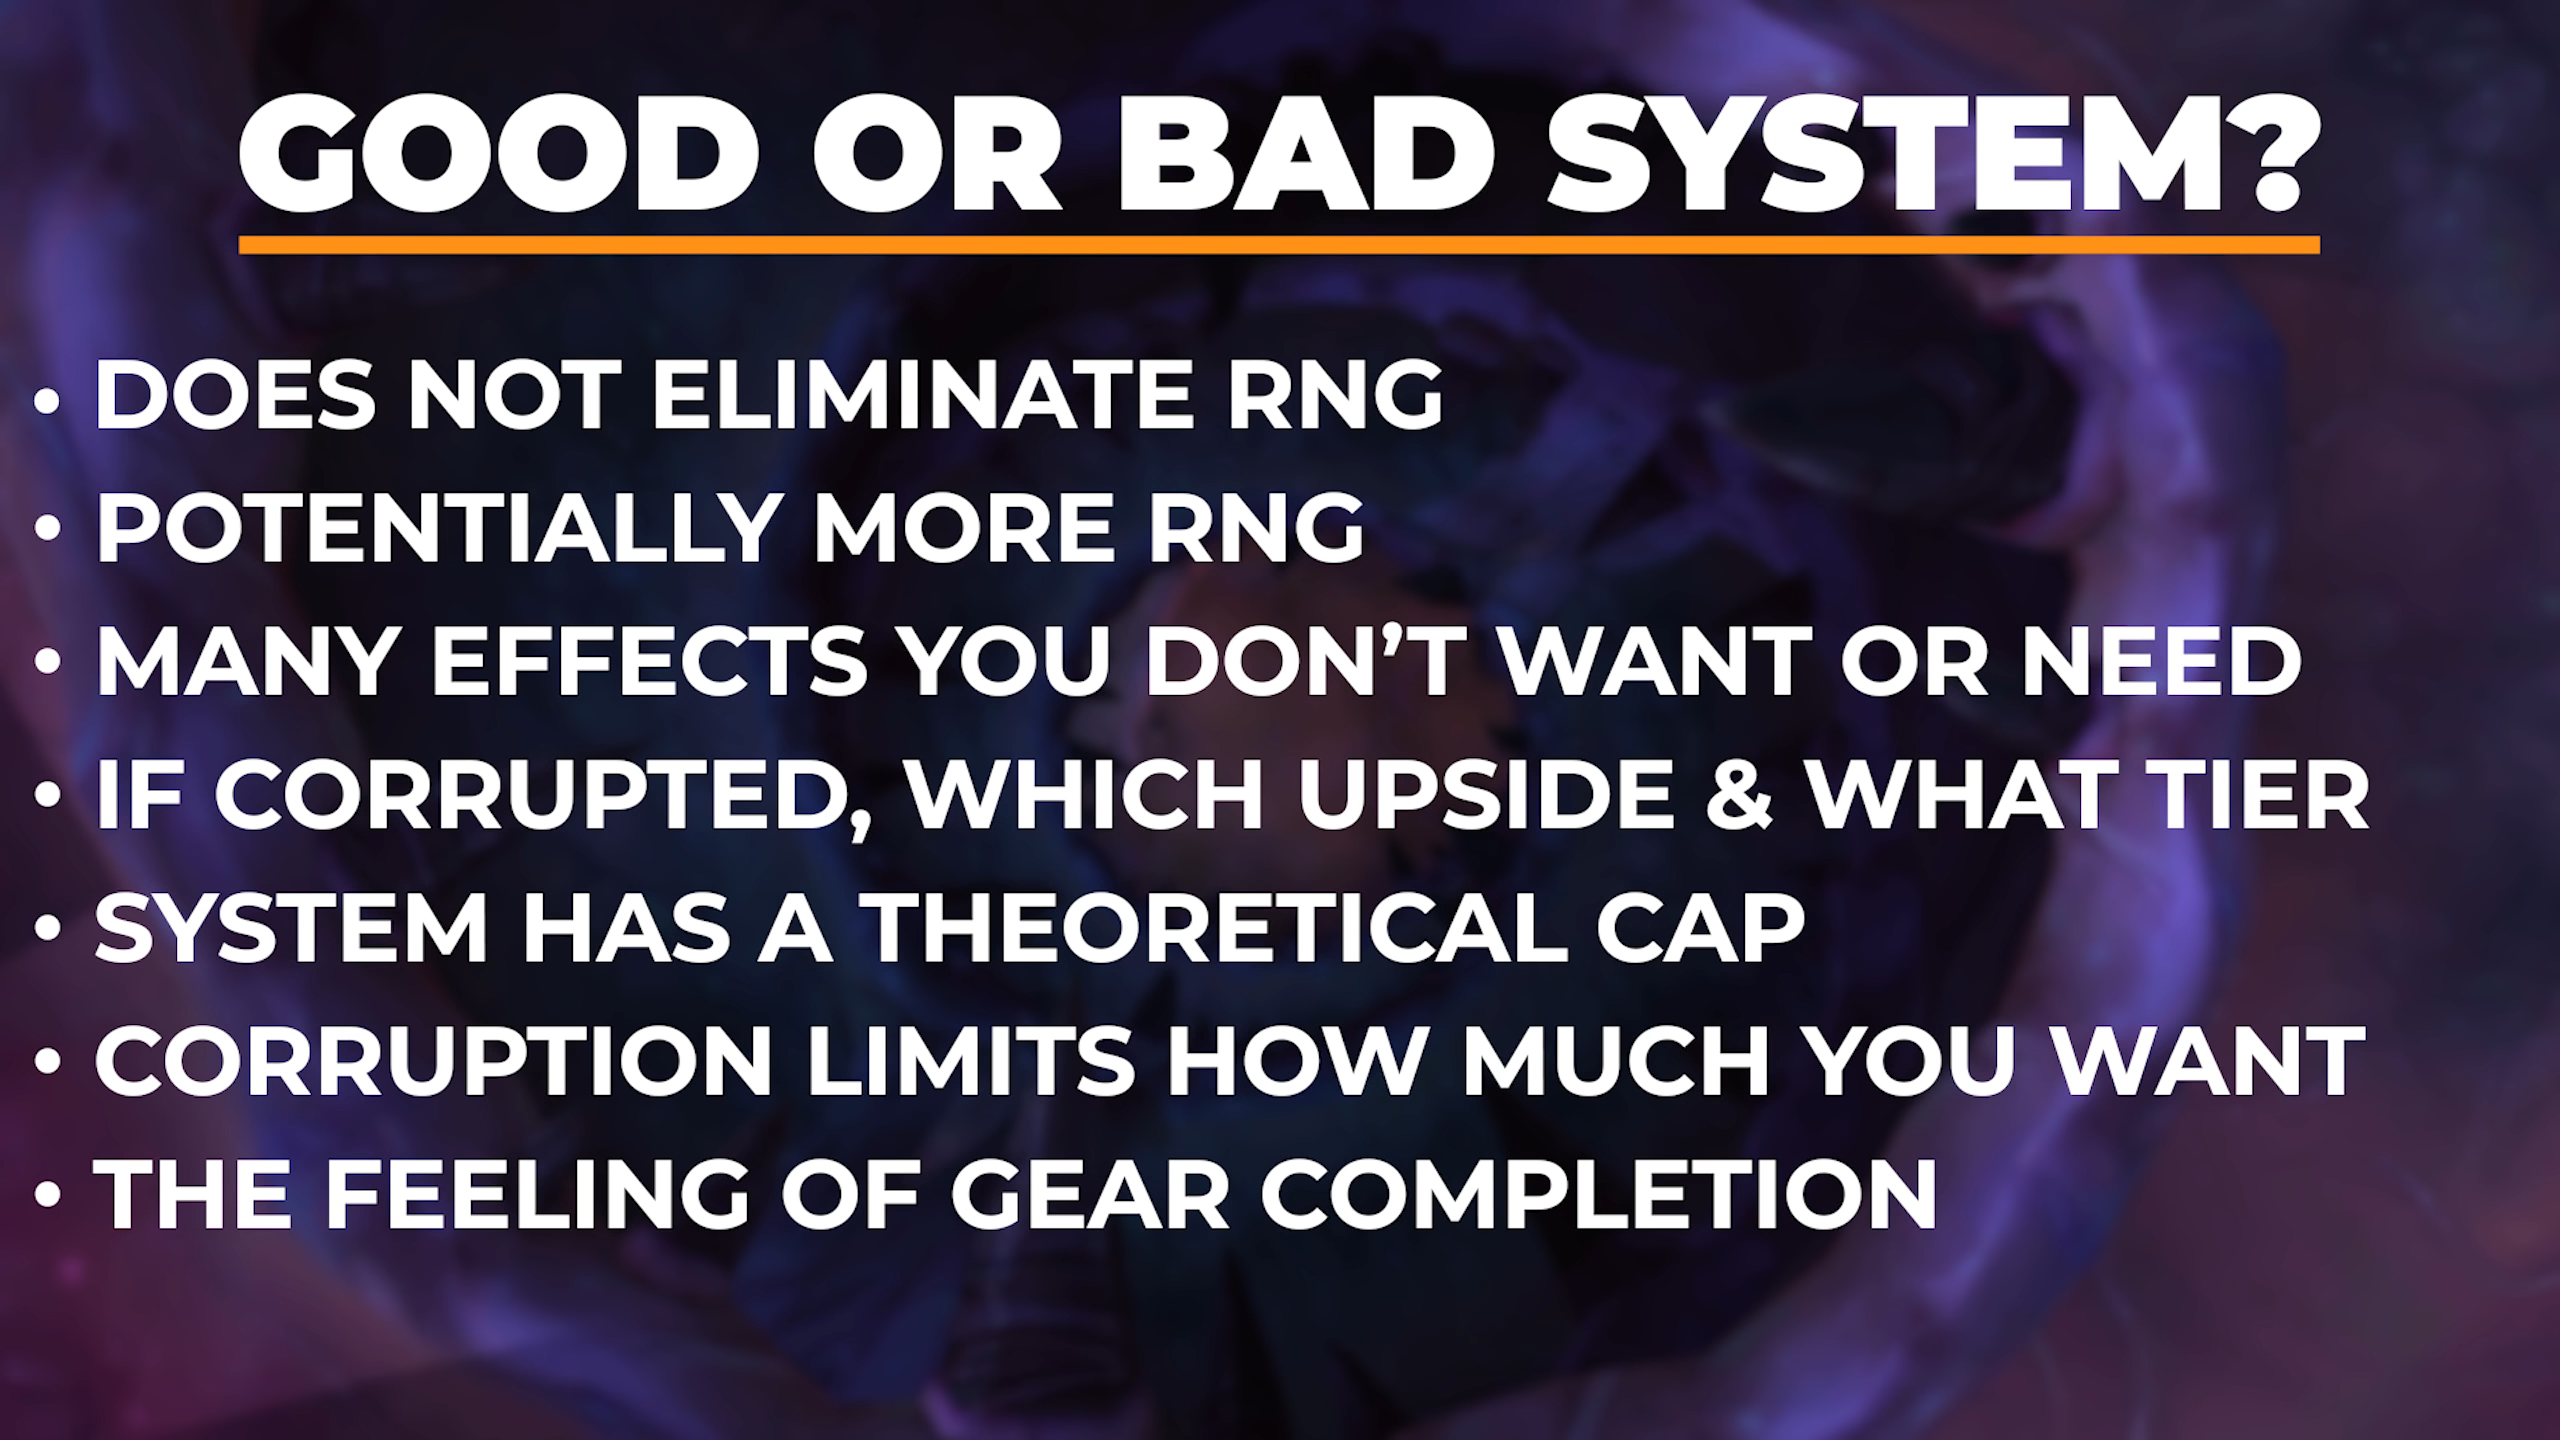 GOOD OR BAD SYSTEM?
• DOES NOT ELIMINATE RNG
• POTENTIALLY MORE RNG
• MANY EFFECTS YOU DON’T WANT OR NEED
• IF CORRUPTED, WHICH UPSIDE & WHAT TIER
• SYSTEM HAS A THEORETICAL CAP
• CORRUPTION LIMITS HOW MUCH YOU WANT
• THE FEELING OF GEAR COMPLETION